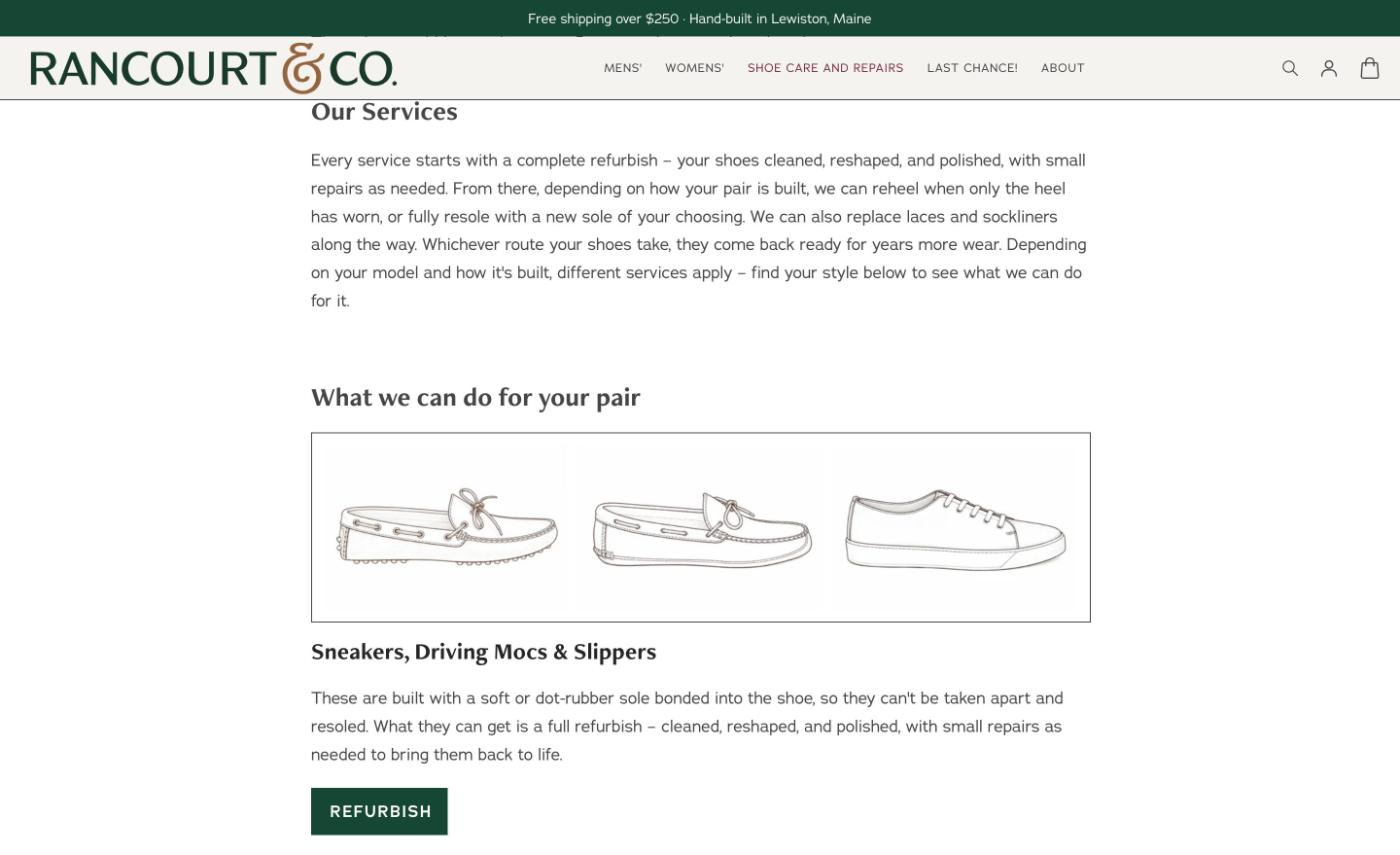 Free shipping over $250 · Hand-built in Lewiston, Maine
RANCOURT & CO.
MENS' WOMENS' SHOE CARE AND REPAIRS LAST CHANCE! ABOUT
Our Services
Every service starts with a complete refurbish – your shoes cleaned, reshaped, and polished, with small
repairs as needed. From there, depending on how your pair is built, we can reheel when only the heel
has worn, or fully resole with a new sole of your choosing. We can also replace laces and sockliners
along the way. Whichever route your shoes take, they come back ready for years more wear. Depending
on your model and how it's built, different services apply – find your style below to see what we can do
for it.
What we can do for your pair
Sneakers, Driving Mocs & Slippers
These are built with a soft or dot-rubber sole bonded into the shoe, so they can't be taken apart and
resoled. What they can get is a full refurbish – cleaned, reshaped, and polished, with small repairs as
needed to bring them back to life.
REFURBISH